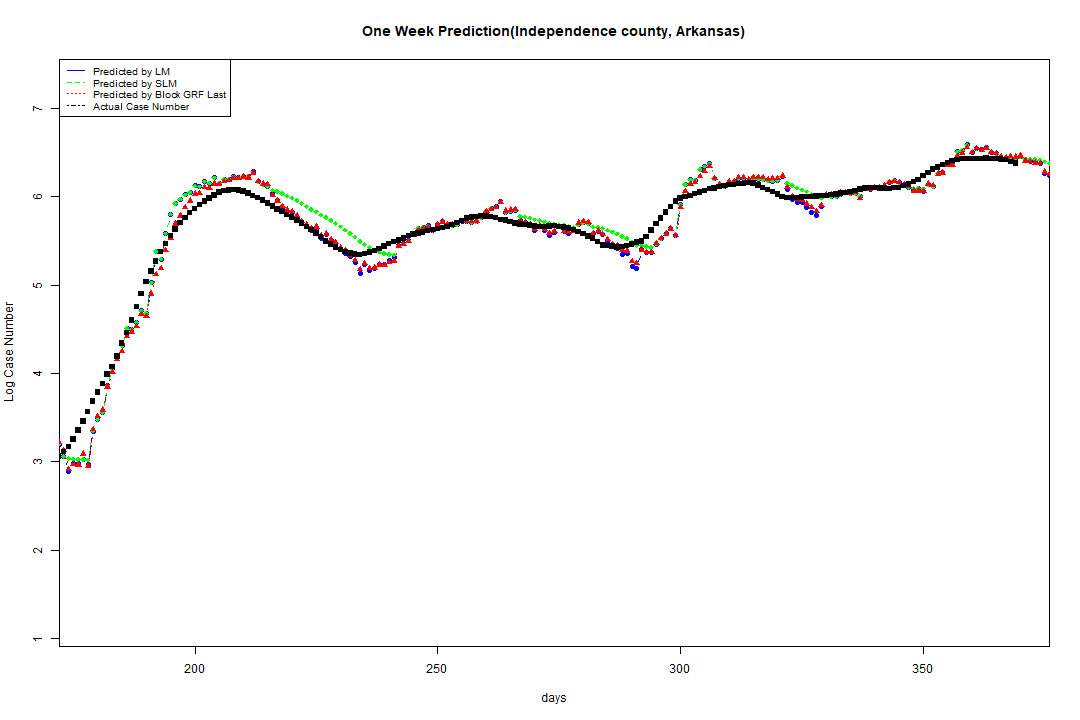 One Week Prediction(Independence county, Arkansas)
Predicted by LM
Predicted by SLM
Predicted by Block GRF Last
Actual Case Number
7
6
5
4
3
2
1
Log Case Number
200 250 300 350
days